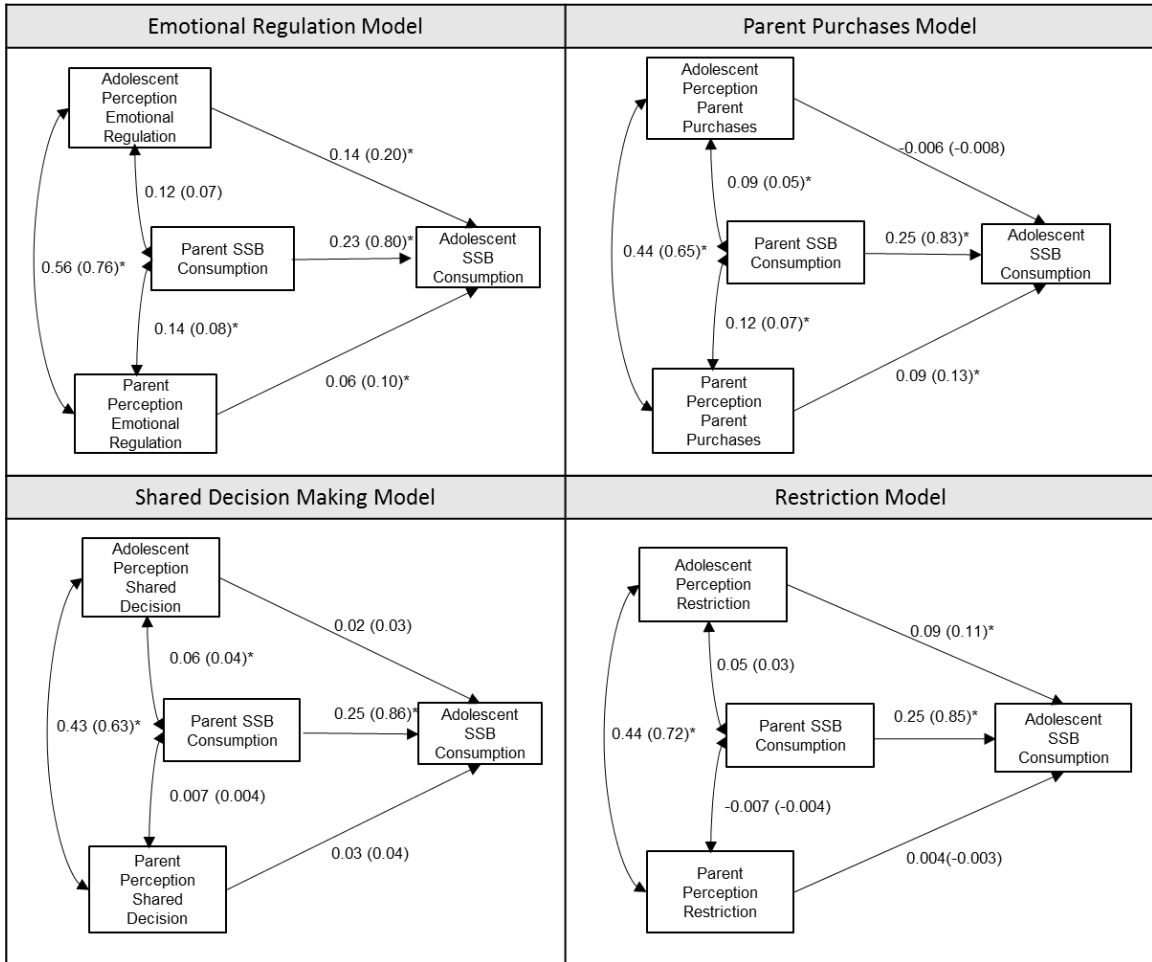 Emotional Regulation Model
Adolescent
Perception
Emotional
Regulation
0.14 (0.20)*
0.12 (0.07)
Parent SSB
Consumption
0.23 (0.80)*
Adolescent
SSB
Consumption
0.56 (0.76)*
0.14 (0.08)*
0.06 (0.10)*
Parent
Perception
Emotional
Regulation
Parent Purchases Model
Adolescent
Perception
Parent
Purchases
-0.006 (-0.008)
0.09 (0.05)*
Parent SSB
Consumption
0.25 (0.83)*
Adolescent
SSB
Consumption
0.44 (0.65)*
0.12 (0.07)*
0.09 (0.13)*
Parent
Perception
Parent
Purchases
Shared Decision Making Model
Adolescent
Perception
Shared
Decision
0.02 (0.03)
0.06 (0.04)*
Parent SSB
Consumption
0.25 (0.86)*
Adolescent
SSB
Consumption
0.43 (0.63)*
0.007 (0.004)
0.03 (0.04)
Parent
Perception
Shared
Decision
Restriction Model
Adolescent
Perception
Restriction
0.09 (0.11)*
0.05 (0.03)
Parent SSB
Consumption
0.25 (0.85)*
Adolescent
SSB
Consumption
0.44 (0.72)*
-0.007 (-0.004)
0.004(-0.003)
Parent
Perception
Restriction